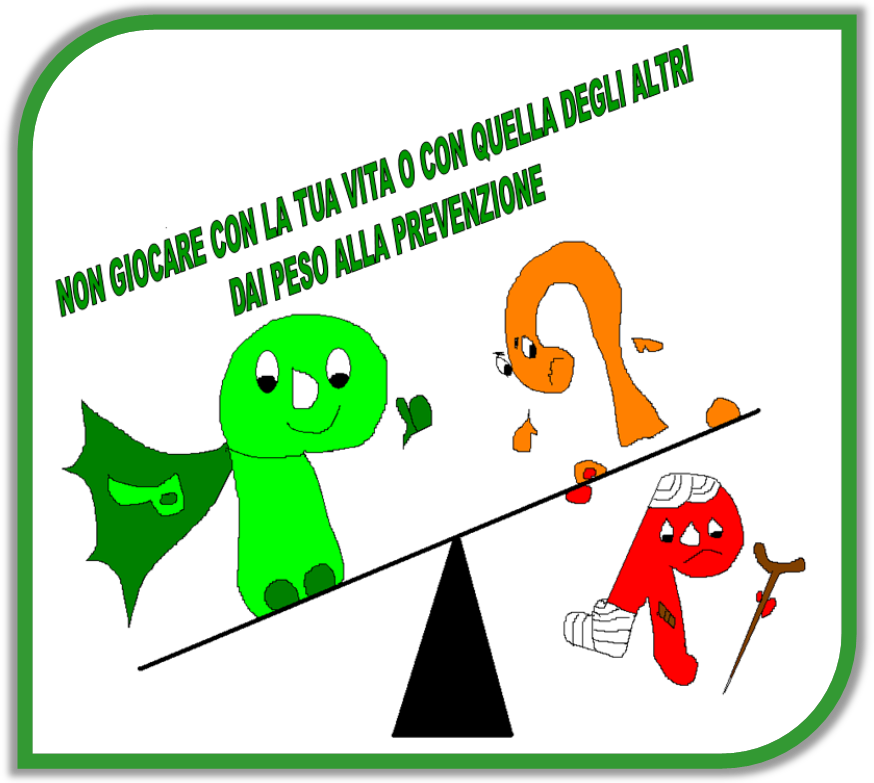 NON GIOCARE CON LA TUA VITA O CON QUELLA DEGLI ALTRI
DAI PESO ALLA PREVENZIONE